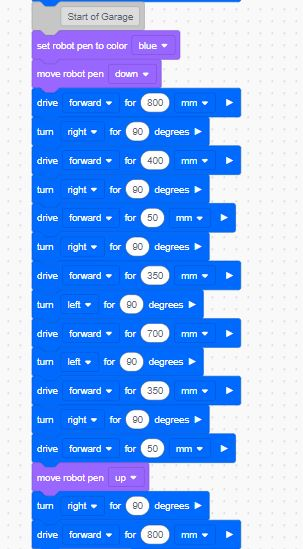 Start of Garage
set robot pen to color blue
move robot pen down
drive forward for 800 mm
turn right for 90 degrees
drive forward for 400 mm
turn right for 90 degrees
drive forward for 50 mm
turn right for 90 degrees
drive forward for 350 mm
turn left for 90 degrees
drive forward for 700 mm
turn left for 90 degrees
drive forward for 350 mm
turn right for 90 degrees
drive forward for 50 mm
move robot pen up
turn right for 90 degrees
drive forward for 800 mm